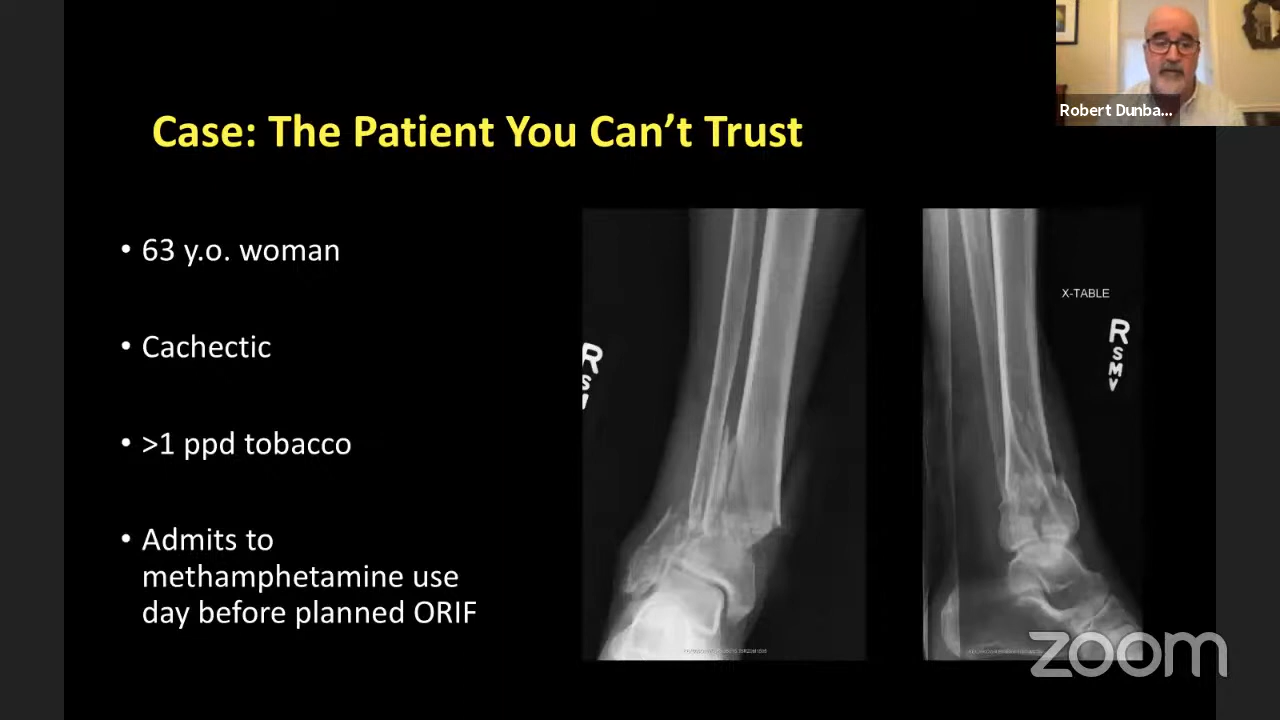 Robert Dunba...
Case: The Patient You Can't Trust
• 63 y.o. woman
• Cachectic
• >1 ppd tobacco
• Admits to
methamphetamine use
day before planned ORIF
R
S
X-TABLE
R
S
M
V
zoom